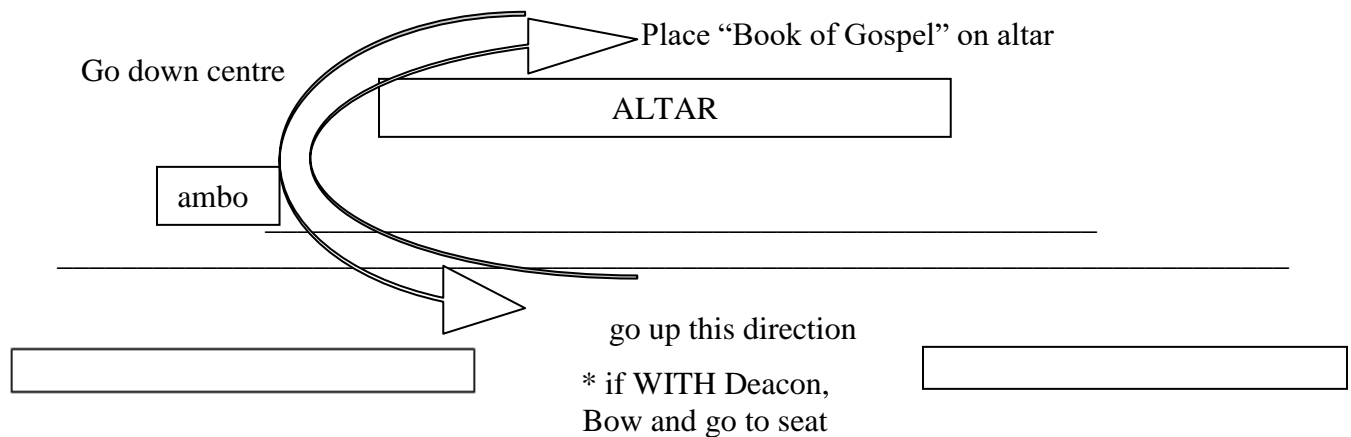 Place “Book of Gospel” on altar
Go down centre
ALTAR
ambo
go up this direction
* if WITH Deacon,
Bow and go to seat